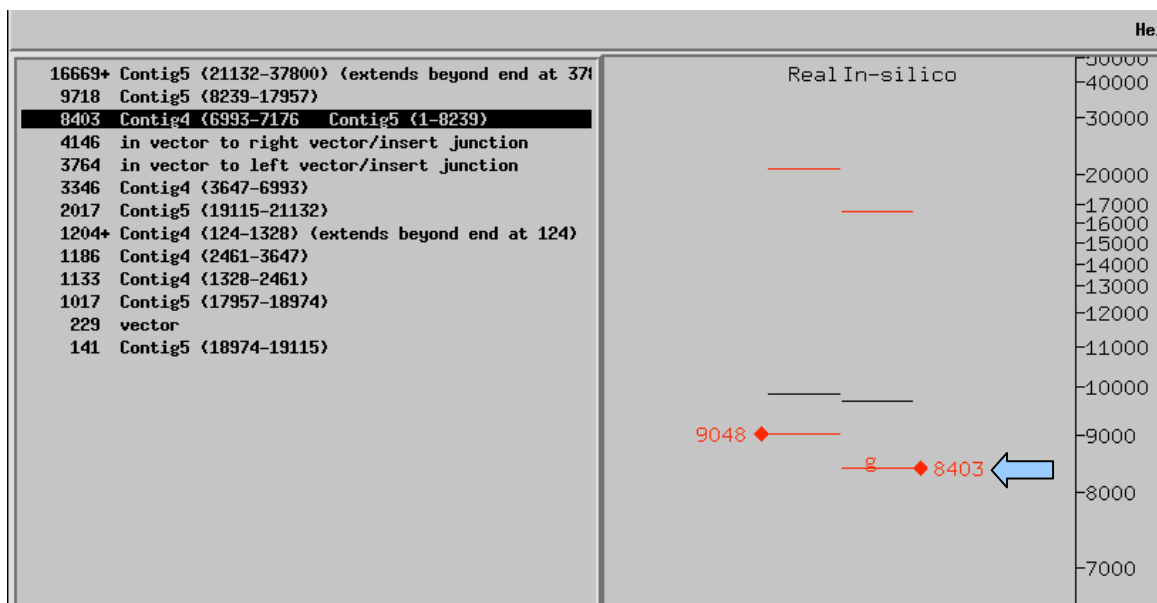 He
16669+ Contig5 (21132-37800) (extends beyond end at 378
9718 Contig5 (8239-17957)
8403 Contig4 (6993-7176 Contig5 (1-8239)
4146 in vector to right vector/insert junction
3764 in vector to left vector/insert junction
3346 Contig4 (3647-6993)
2017 Contig5 (19115-21132)
1204+ Contig4 (124-1328) (extends beyond end at 124)
1186 Contig4 (2461-3647)
1133 Contig4 (1328-2461)
1017 Contig5 (17957-18974)
229 vector
141 Contig5 (18974-19115)
Real In-silico
50000
40000
30000
20000
17000
16000
15000
14000
13000
12000
11000
10000
9048
9000
g 8403
8000
7000